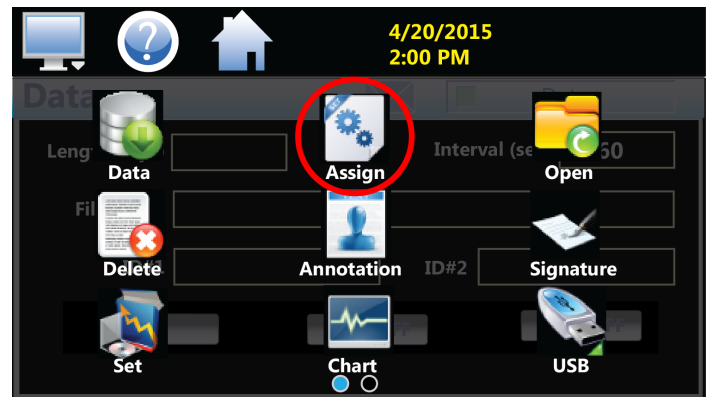 4/20/2015
2:00 PM
Data
Leng
Interval (se
60
Data
Assign
Open
Fil
Delete
Annotation
ID#2
Signature
Set
Chart
USB